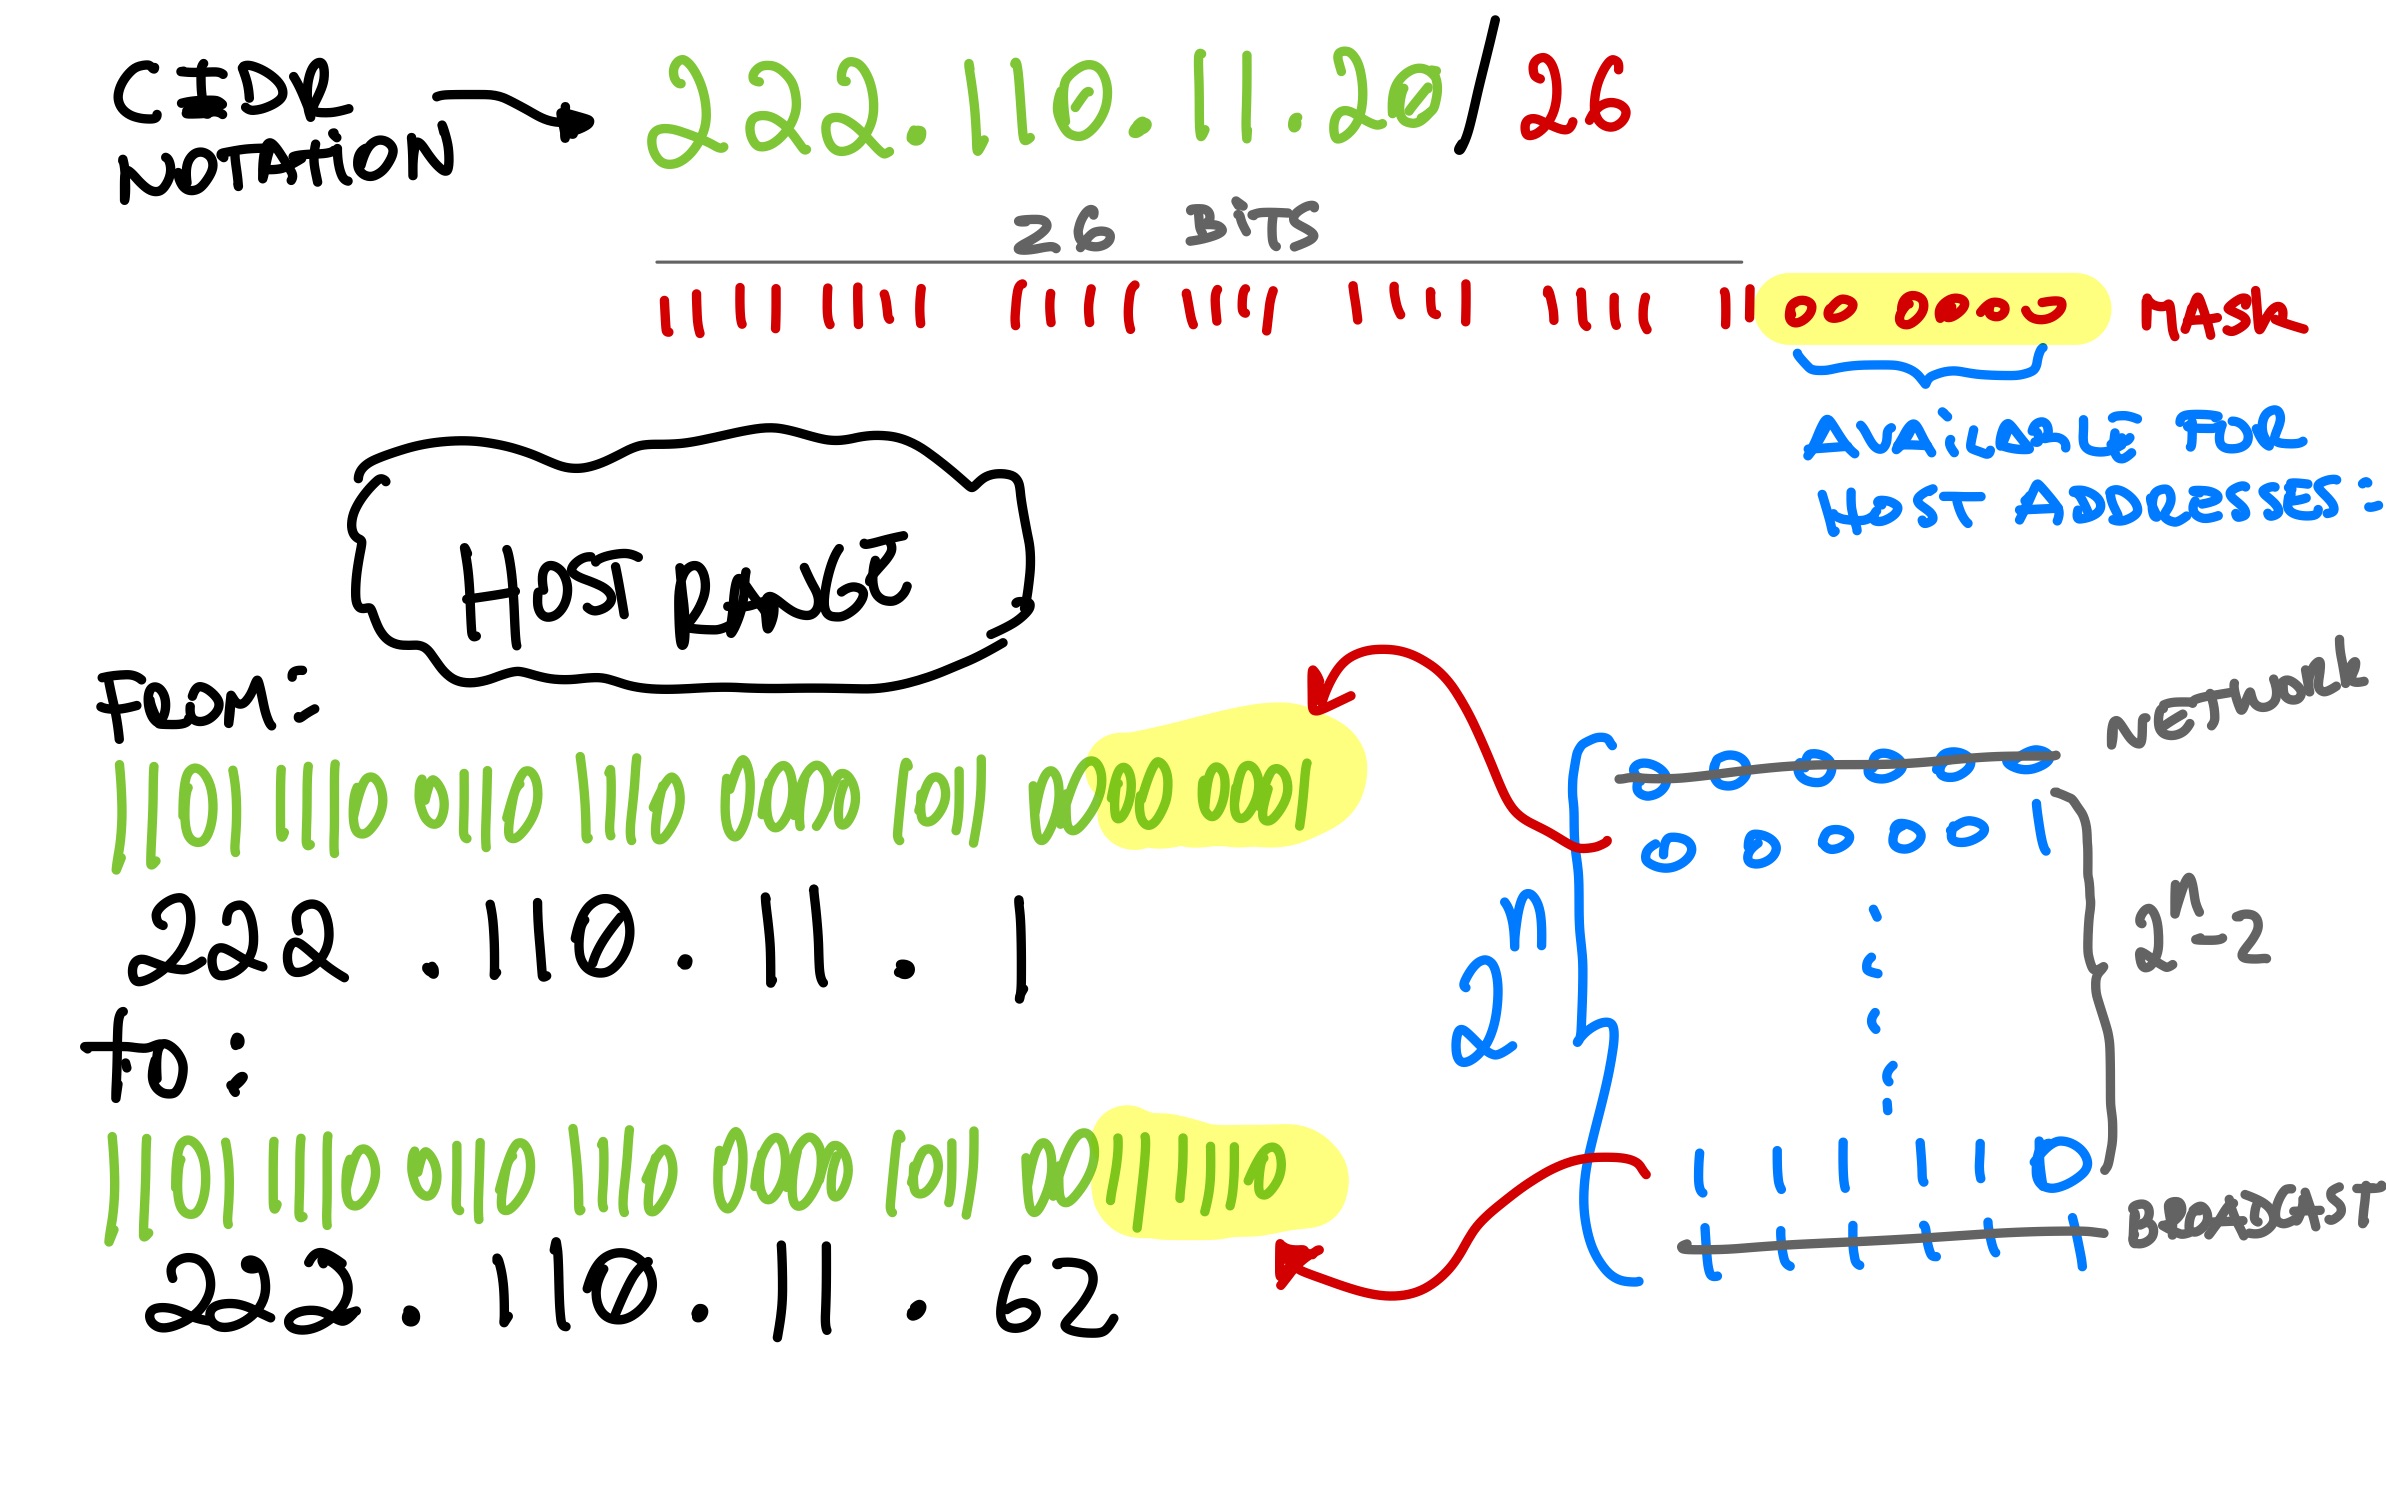 CIDR
NOTATION
222.110.11.20/26
26 BITS
1111 1111 1111 1111 1111 1111 11 00 0000 MASK
AVAILABLE FOR
HOST ADDRESSES:
HOST RANGE
FROM:
1101 1110 0110 1110 0000 1011 0000 0001
222.110.11.1
to:
1101 1110 0110 1110 0000 1011 0011 1110
222.110.11.62
2^n
000000 NETWORK
000001
2^n-2
111110
111111 BROADCAST